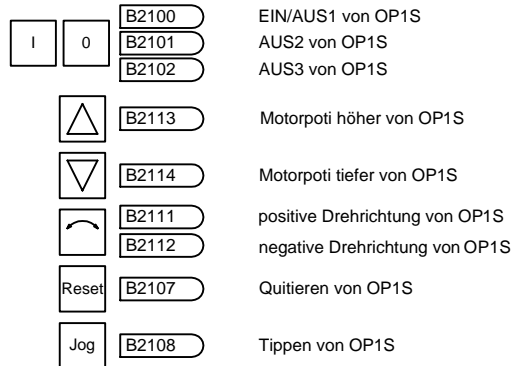 B2100 EIN/AUS1 von OP1S
I 0 B2101 AUS2 von OP1S
B2102 AUS3 von OP1S
B2113 Motorpoti höher von OP1S
B2114 Motorpoti tiefer von OP1S
B2111 positive Drehrichtung von OP1S
B2112 negative Drehrichtung von OP1S
Reset B2107 Quitieren von OP1S
Jog B2108 Tippen von OP1S